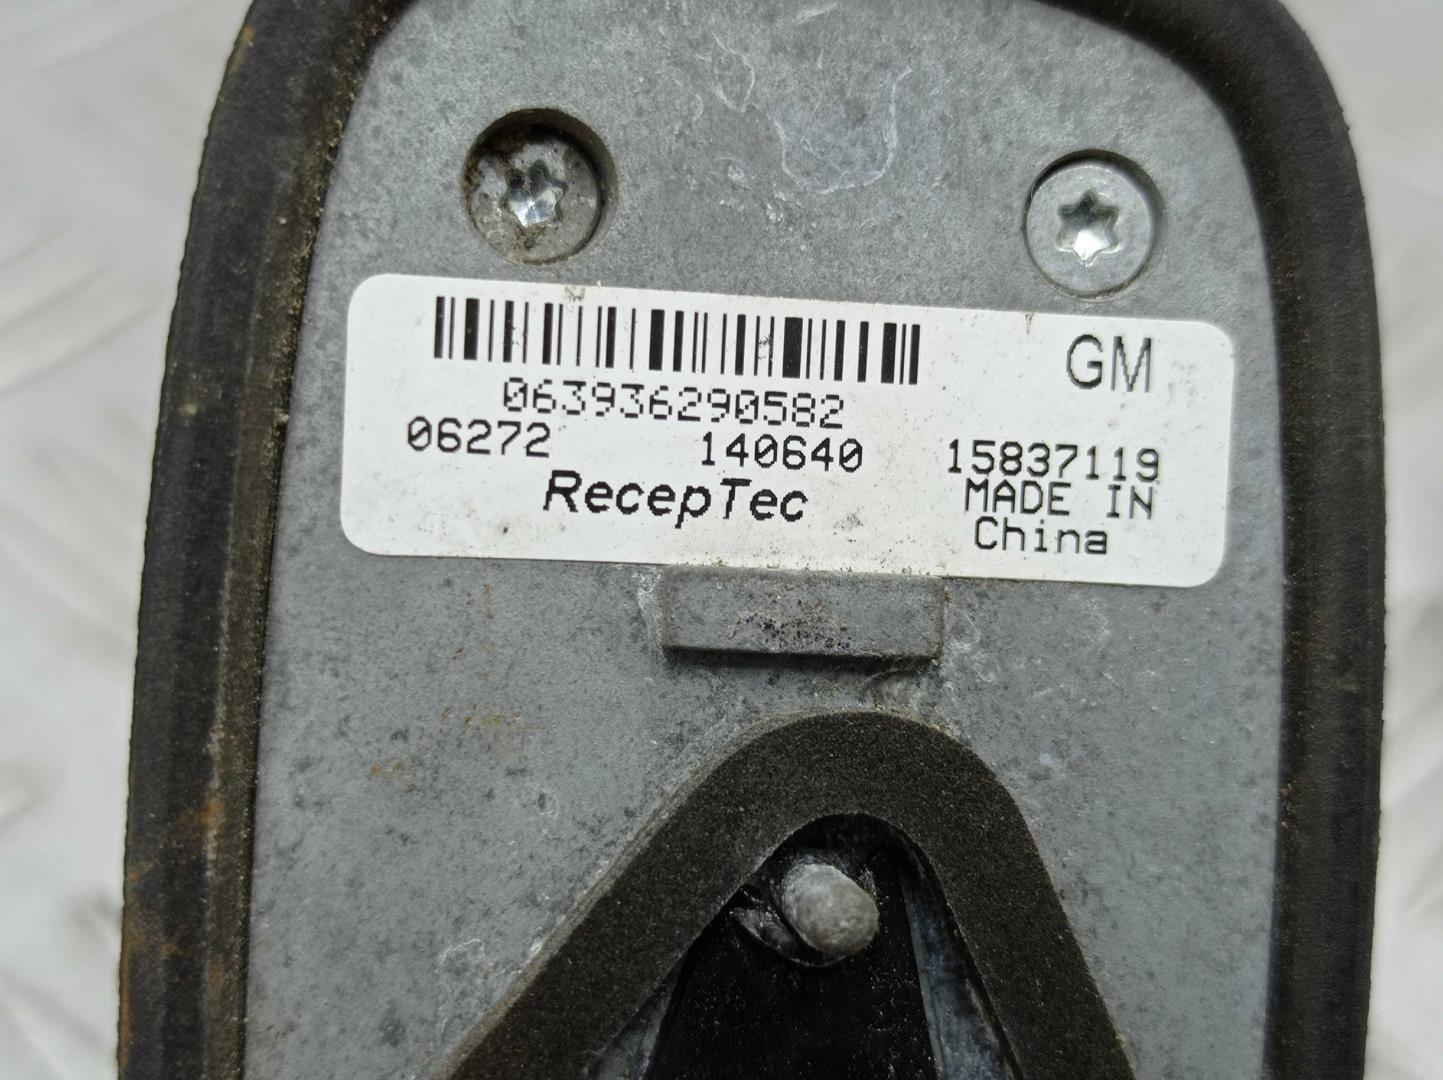 GM
063936290582
06272 140640 15837119
RecepTec MADE IN
China